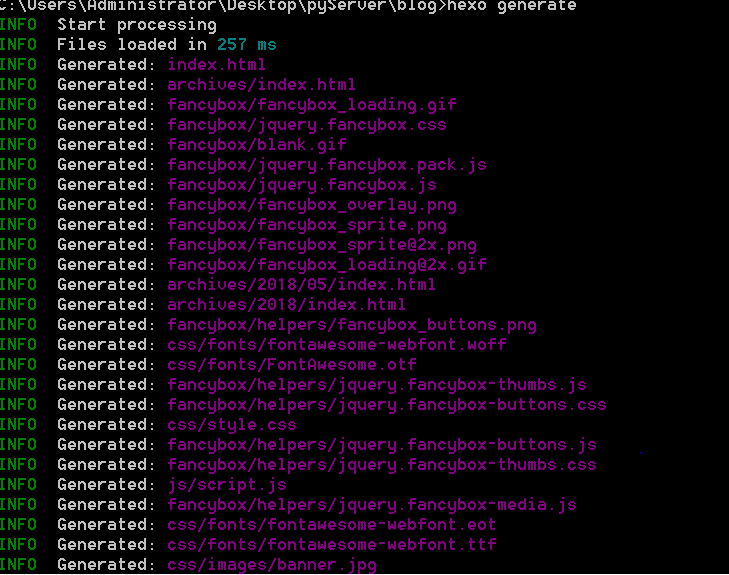 C:\Users\Administrator\Desktop\pyServer\blog>hexo generate
INFO  Start processing
INFO  Files loaded in 257 ms
INFO  Generated: index.html
INFO  Generated: archives/index.html
INFO  Generated: fancybox/fancybox_loading.gif
INFO  Generated: fancybox/jquery.fancybox.css
INFO  Generated: fancybox/blank.gif
INFO  Generated: fancybox/jquery.fancybox.pack.js
INFO  Generated: fancybox/jquery.fancybox.js
INFO  Generated: fancybox/fancybox_overlay.png
INFO  Generated: fancybox/fancybox_sprite.png
INFO  Generated: fancybox/fancybox_sprite@2x.png
INFO  Generated: fancybox/fancybox_loading@2x.gif
INFO  Generated: archives/2018/05/index.html
INFO  Generated: archives/2018/index.html
INFO  Generated: fancybox/helpers/fancybox_buttons.png
INFO  Generated: css/fonts/fontawesome-webfont.woff
INFO  Generated: css/fonts/FontAwesome.otf
INFO  Generated: fancybox/helpers/jquery.fancybox-thumbs.js
INFO  Generated: fancybox/helpers/jquery.fancybox-buttons.css
INFO  Generated: css/style.css
INFO  Generated: fancybox/helpers/jquery.fancybox-buttons.js
INFO  Generated: fancybox/helpers/jquery.fancybox-thumbs.css
INFO  Generated: js/script.js
INFO  Generated: fancybox/helpers/jquery.fancybox-media.js
INFO  Generated: css/fonts/fontawesome-webfont.eot
INFO  Generated: css/fonts/fontawesome-webfont.ttf
INFO  Generated: css/images/banner.jpg